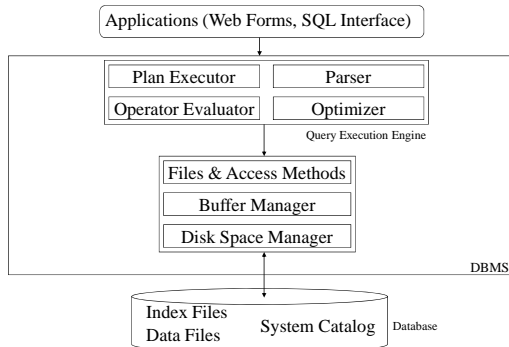 Applications (Web Forms, SQL Interface)
Plan Executor
Parser
Operator Evaluator
Optimizer
Query Execution Engine
Files & Access Methods
Buffer Manager
Disk Space Manager
DBMS
Index Files
Data Files
System Catalog
Database